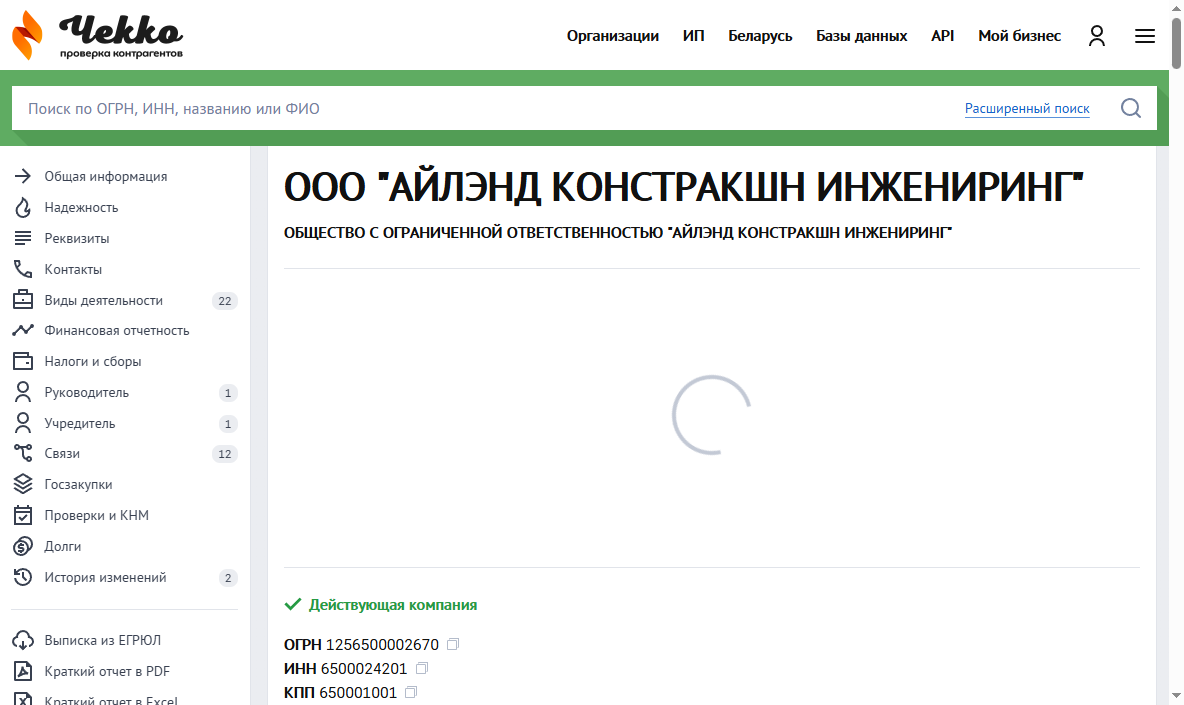 Чекко
проверка контрагентов
Организации ИП Беларусь Базы данных API Мой бизнес
Поиск по ОГРН, ИНН, названию или ФИО
Расширенный поиск
Общая информация
Надежность
Реквизиты
Контакты
Виды деятельности 22
Финансовая отчетность
Налоги и сборы
Руководитель 1
Учредитель 1
Связи 12
Госзакупки
Проверки и КНМ
Долги
История изменений 2
Выписка из ЕГРЮЛ
Краткий отчет в PDF
Краткий отчет в Excel
ООО "АЙЛЭНД КОНСТРАКШН ИНЖЕНИРИНГ"
ОБЩЕСТВО С ОГРАНИЧЕННОЙ ОТВЕТСТВЕННОСТЬЮ "АЙЛЭНД КОНСТРАКШН ИНЖЕНИРИНГ"
Действующая компания
ОГРН 1256500002670
ИНН 6500024201
КПП 650001001